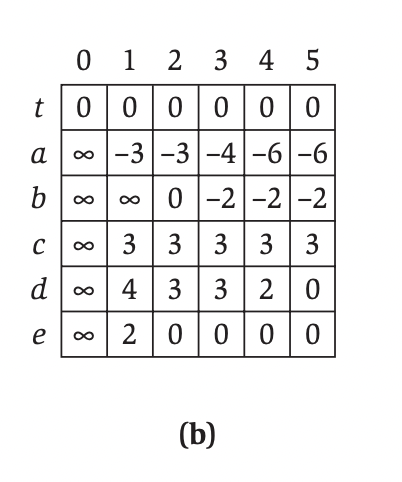 0 1 2 3 4 5
t 0 0 0 0 0 0
a ∞ –3 –3 –4 –6 –6
b ∞ ∞ 0 –2 –2 –2
c ∞ 3 3 3 3 3
d ∞ 4 3 3 2 0
e ∞ 2 0 0 0 0
(b)